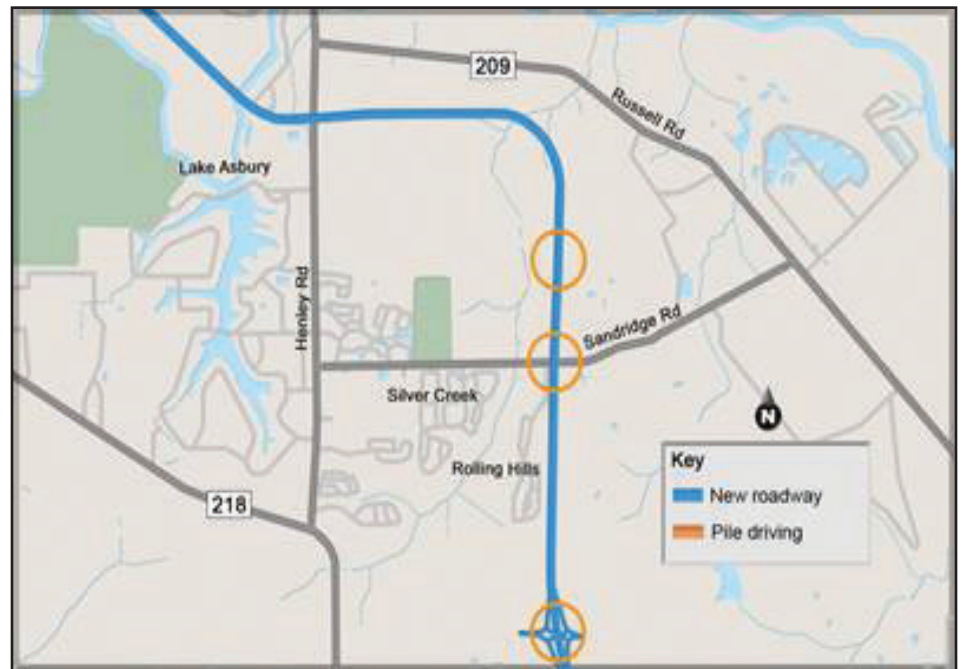 209
Russell Rd
Lake Asbury
Henley Rd
Sandridge Rd
Silver Creek
N
Rolling Hills
Key
New roadway
Pile driving
218